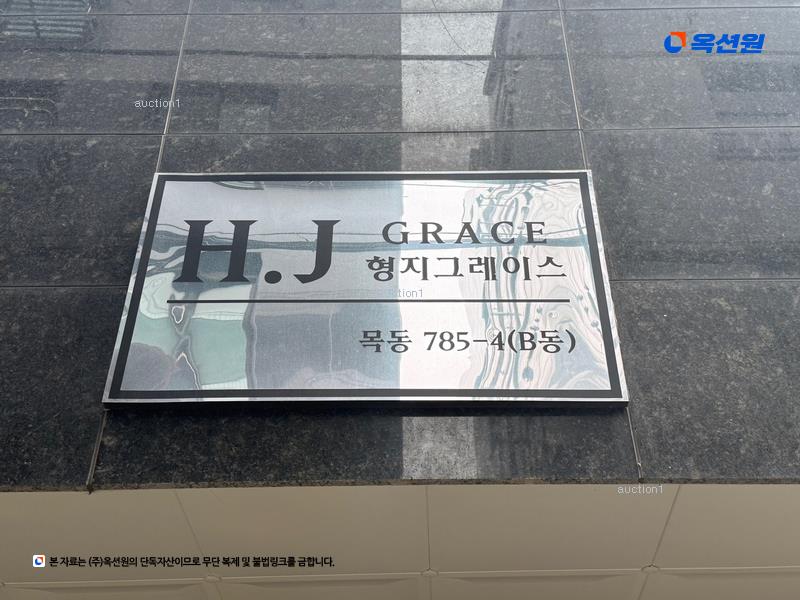 옥션원
auction1
H.J GRACE
형지그레이스
auction1
목동 785-4(B동)
auction1
본 자료는 (주)옥션원의 단독자산이므로 무단 복제 및 불법링크를 금합니다.